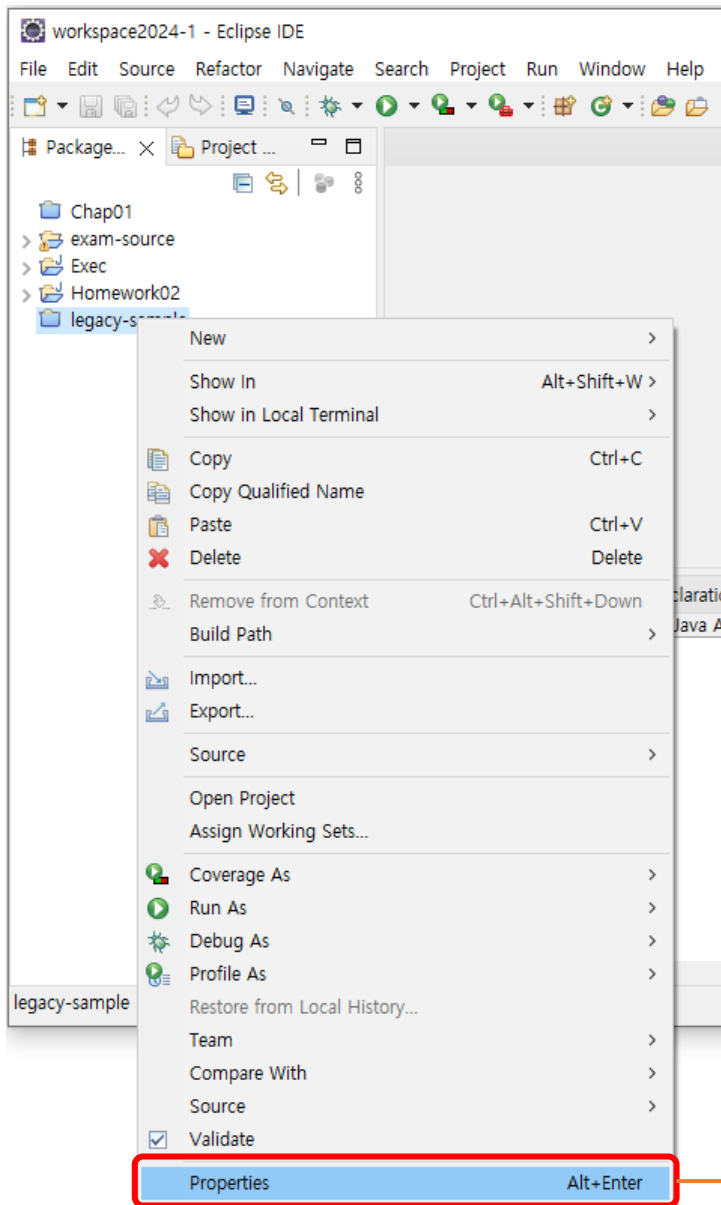 workspace2024-1 - Eclipse IDE
File Edit Source Refactor Navigate Search Project Run Window Help
Package... Project ...
Chap01
exam-source
Exec
Homework02
legacy-sample
New
Show In Alt+Shift+W
Show in Local Terminal
Copy Ctrl+C
Copy Qualified Name
Paste Ctrl+V
Delete Delete
Remove from Context Ctrl+Alt+Shift+Down
Build Path
Import...
Export...
Source
Open Project
Assign Working Sets...
Coverage As
Run As
Debug As
Profile As
legacy-sample
Restore from Local History...
Team
Compare With
Source
Validate
Properties Alt+Enter